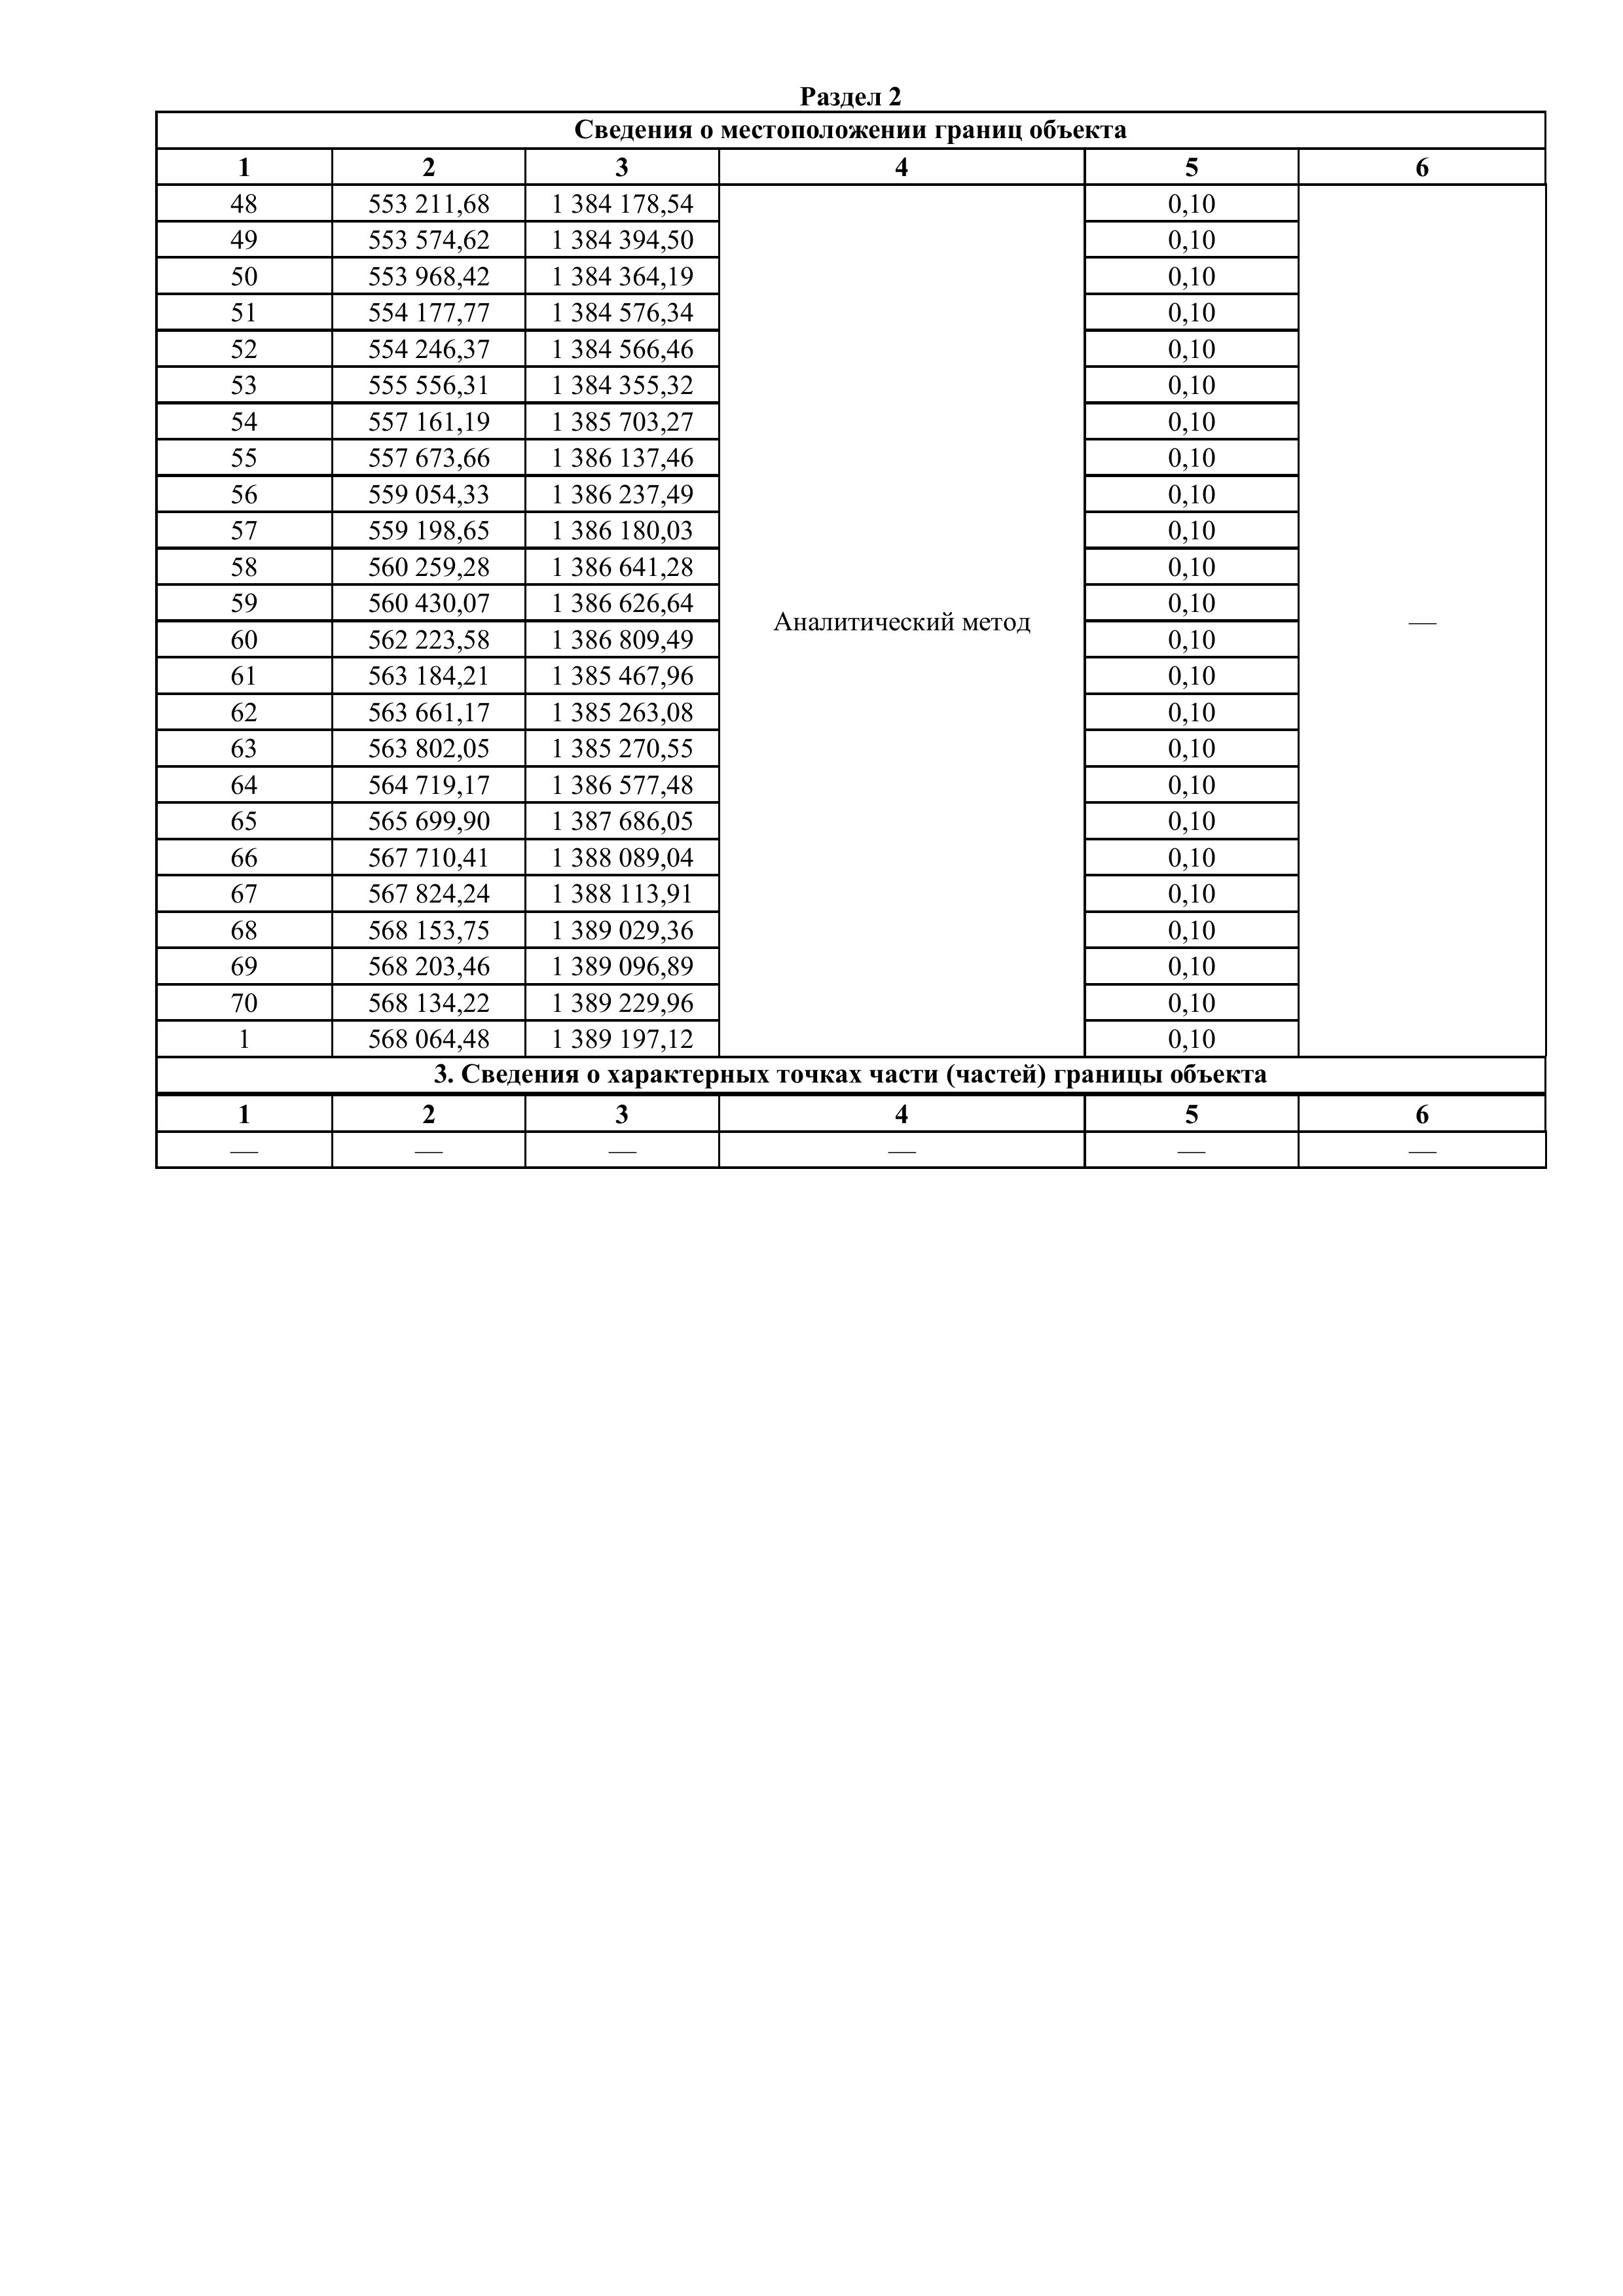 Раздел 2
Сведения о местоположении границ объекта
1 2 3 4 5 6
48 553 211,68 1 384 178,54 0,10
49 553 574,62 1 384 394,50 0,10
50 553 968,42 1 384 364,19 0,10
51 554 177,77 1 384 576,34 0,10
52 554 246,37 1 384 566,46 0,10
53 555 556,31 1 384 355,32 0,10
54 557 161,19 1 385 703,27 0,10
55 557 673,66 1 386 137,46 0,10
56 559 054,33 1 386 237,49 0,10
57 559 198,65 1 386 180,03 0,10
58 560 259,28 1 386 641,28 0,10
59 560 430,07 1 386 626,64 0,10
Аналитический метод —
60 562 223,58 1 386 809,49 0,10
61 563 184,21 1 385 467,96 0,10
62 563 661,17 1 385 263,08 0,10
63 563 802,05 1 385 270,55 0,10
64 564 719,17 1 386 577,48 0,10
65 565 699,90 1 387 686,05 0,10
66 567 710,41 1 388 089,04 0,10
67 567 824,24 1 388 113,91 0,10
68 568 153,75 1 389 029,36 0,10
69 568 203,46 1 389 096,89 0,10
70 568 134,22 1 389 229,96 0,10
1 568 064,48 1 389 197,12 0,10
3. Сведения о характерных точках части (частей) границы объекта
1 2 3 4 5 6
— — — — — —